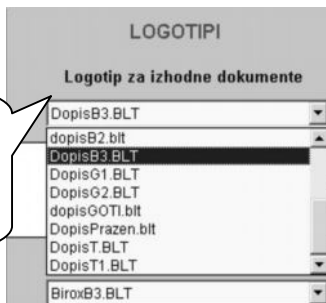 LOGOTIPI
Logotip za izhodne dokumente
DopisB3.BLT
dopisB2.blt
DopisB3.BLT
DopisG1.BLT
DopisG2.BLT
dopisGOTI.blt
DopisPrazen.blt
DopisT.BLT
DopisT1.BLT
BiroxB3.BLT